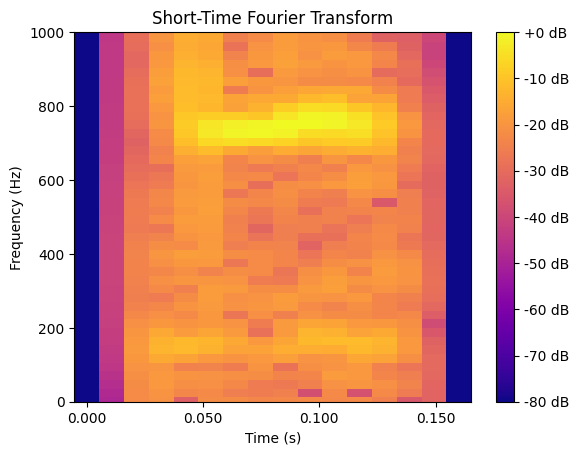 Short-Time Fourier Transform
1000
800
600
400
200
0
Frequency (Hz)
0.000
0.050
0.100
0.150
Time (s)
+0 dB
-10 dB
-20 dB
-30 dB
-40 dB
-50 dB
-60 dB
-70 dB
-80 dB